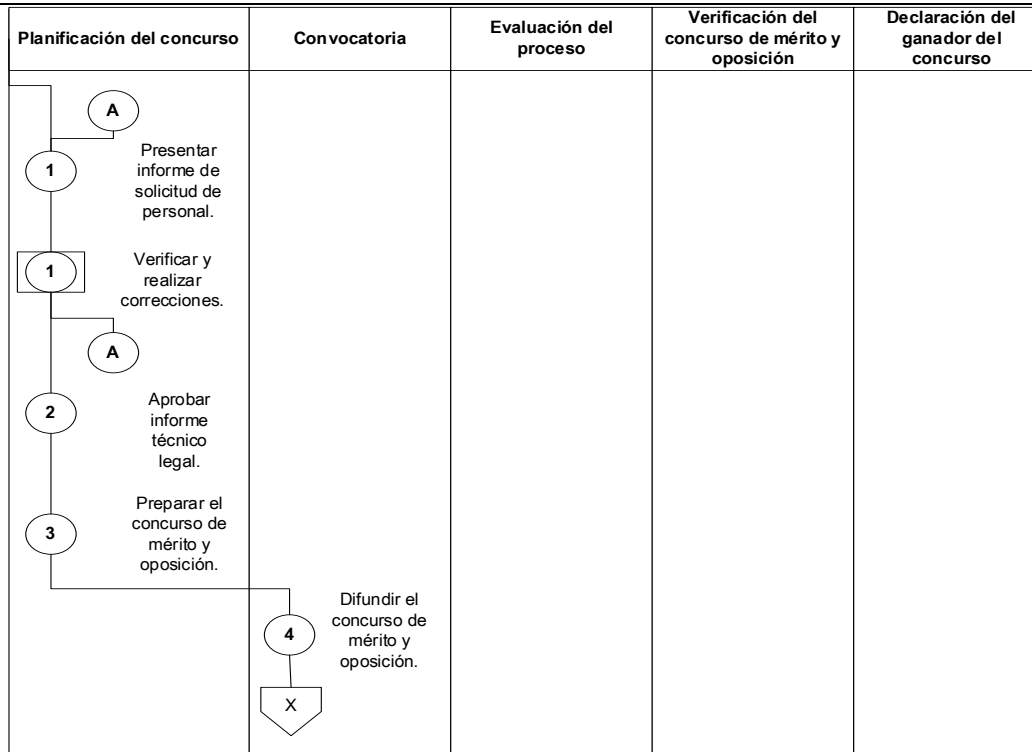 Planificación del concurso
Convocatoria
Evaluación del
proceso
Verificación del
concurso de mérito y
oposición
Declaración del
ganador del
concurso
A
1
Presentar
informe de
solicitud de
personal.
1
Verificar y
realizar
correcciones.
A
2
Aprobar
informe
técnico
legal.
3
Preparar el
concurso de
mérito y
oposición.
4
Difundir el
concurso de
mérito y
oposición.
X